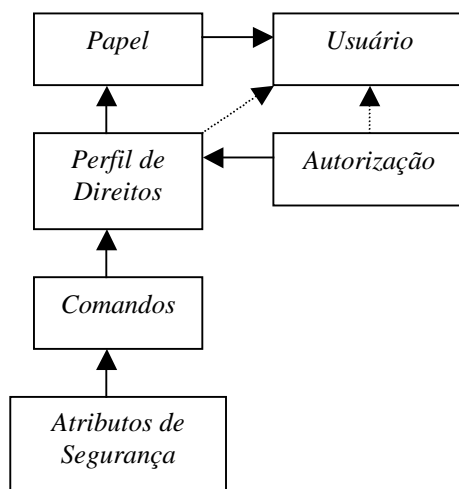 Papel
Usuário
Perfil de
Direitos
Autorização
Comandos
Atributos de
Segurança